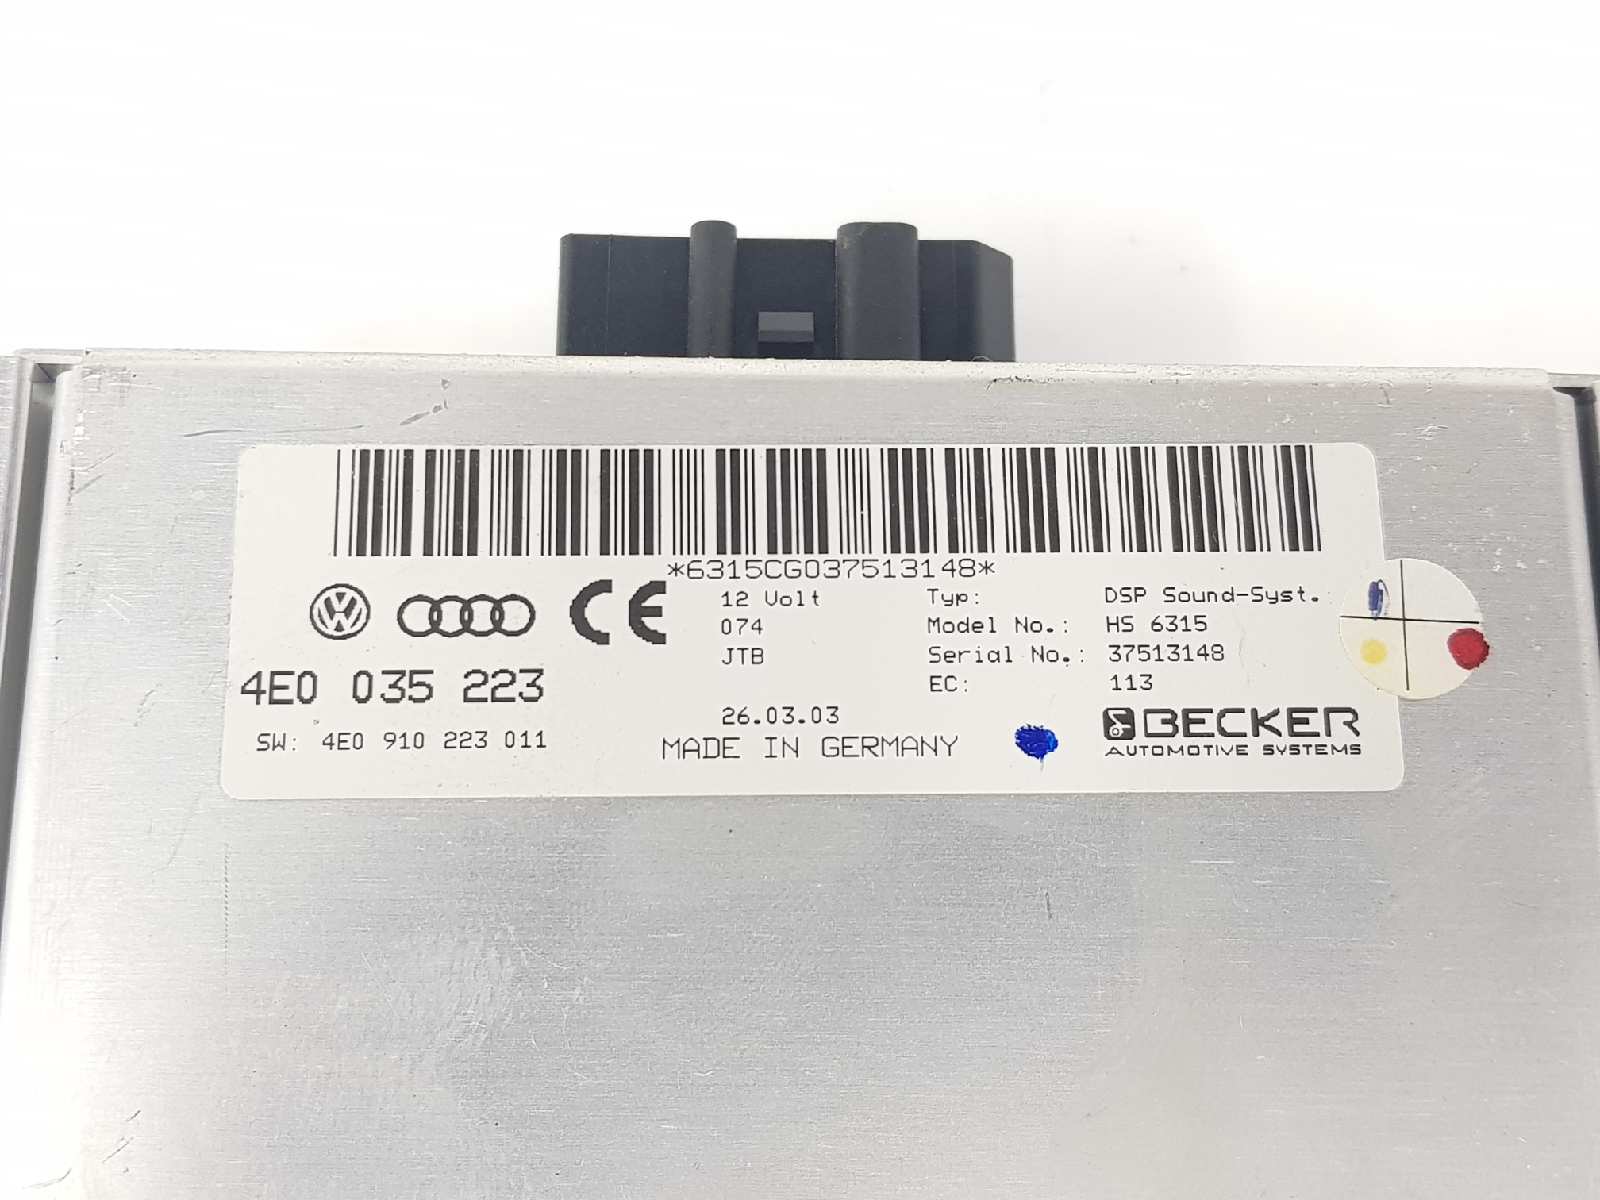 *6315CG037513148*
12 Volt
074
JTB
Typ: DSP Sound-Syst.
Model No.: HS 6315
Serial No.: 37513148
EC: 113
4E0 035 223
SW: 4E0 910 223 011
26.03.03
MADE IN GERMANY
BECKER
AUTOMOTIVE SYSTEMS